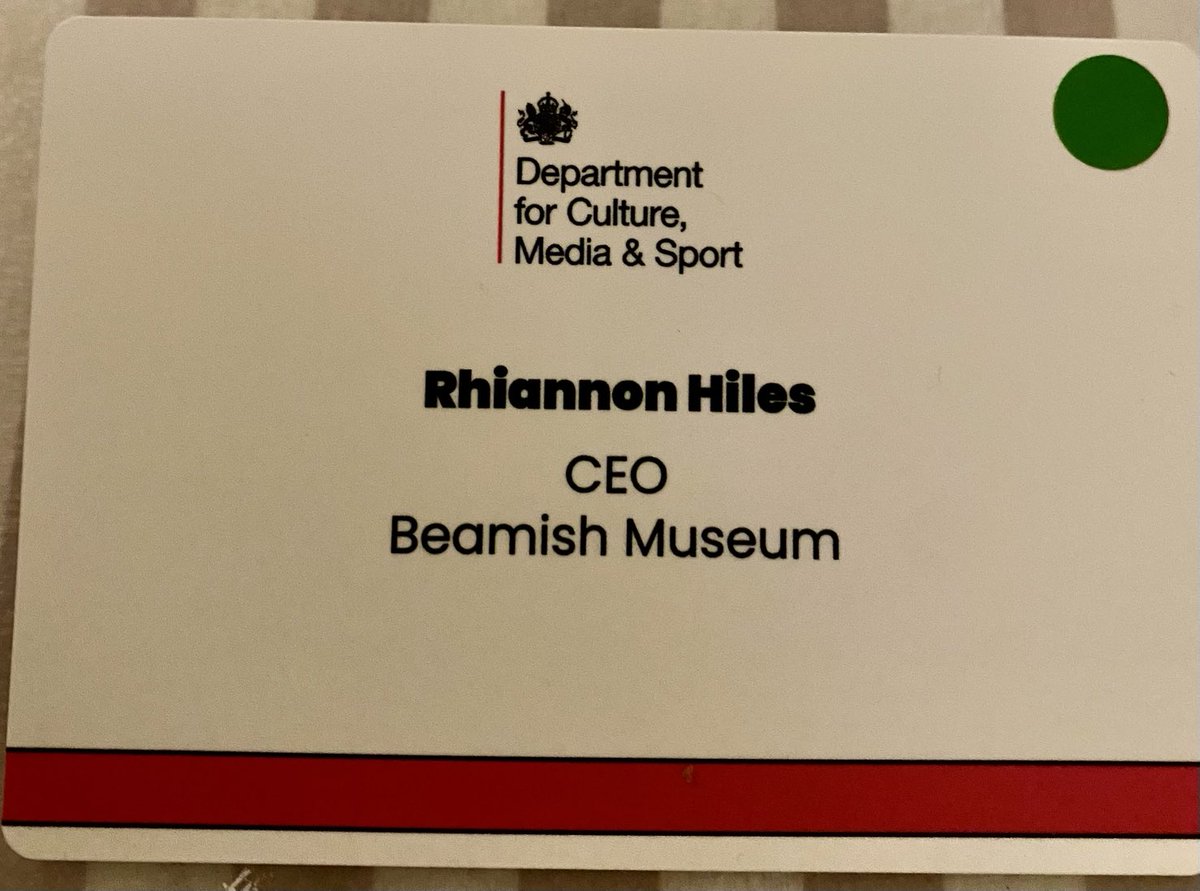 Department
for Culture,
Media & Sport
Rhiannon Hiles
CEO
Beamish Museum